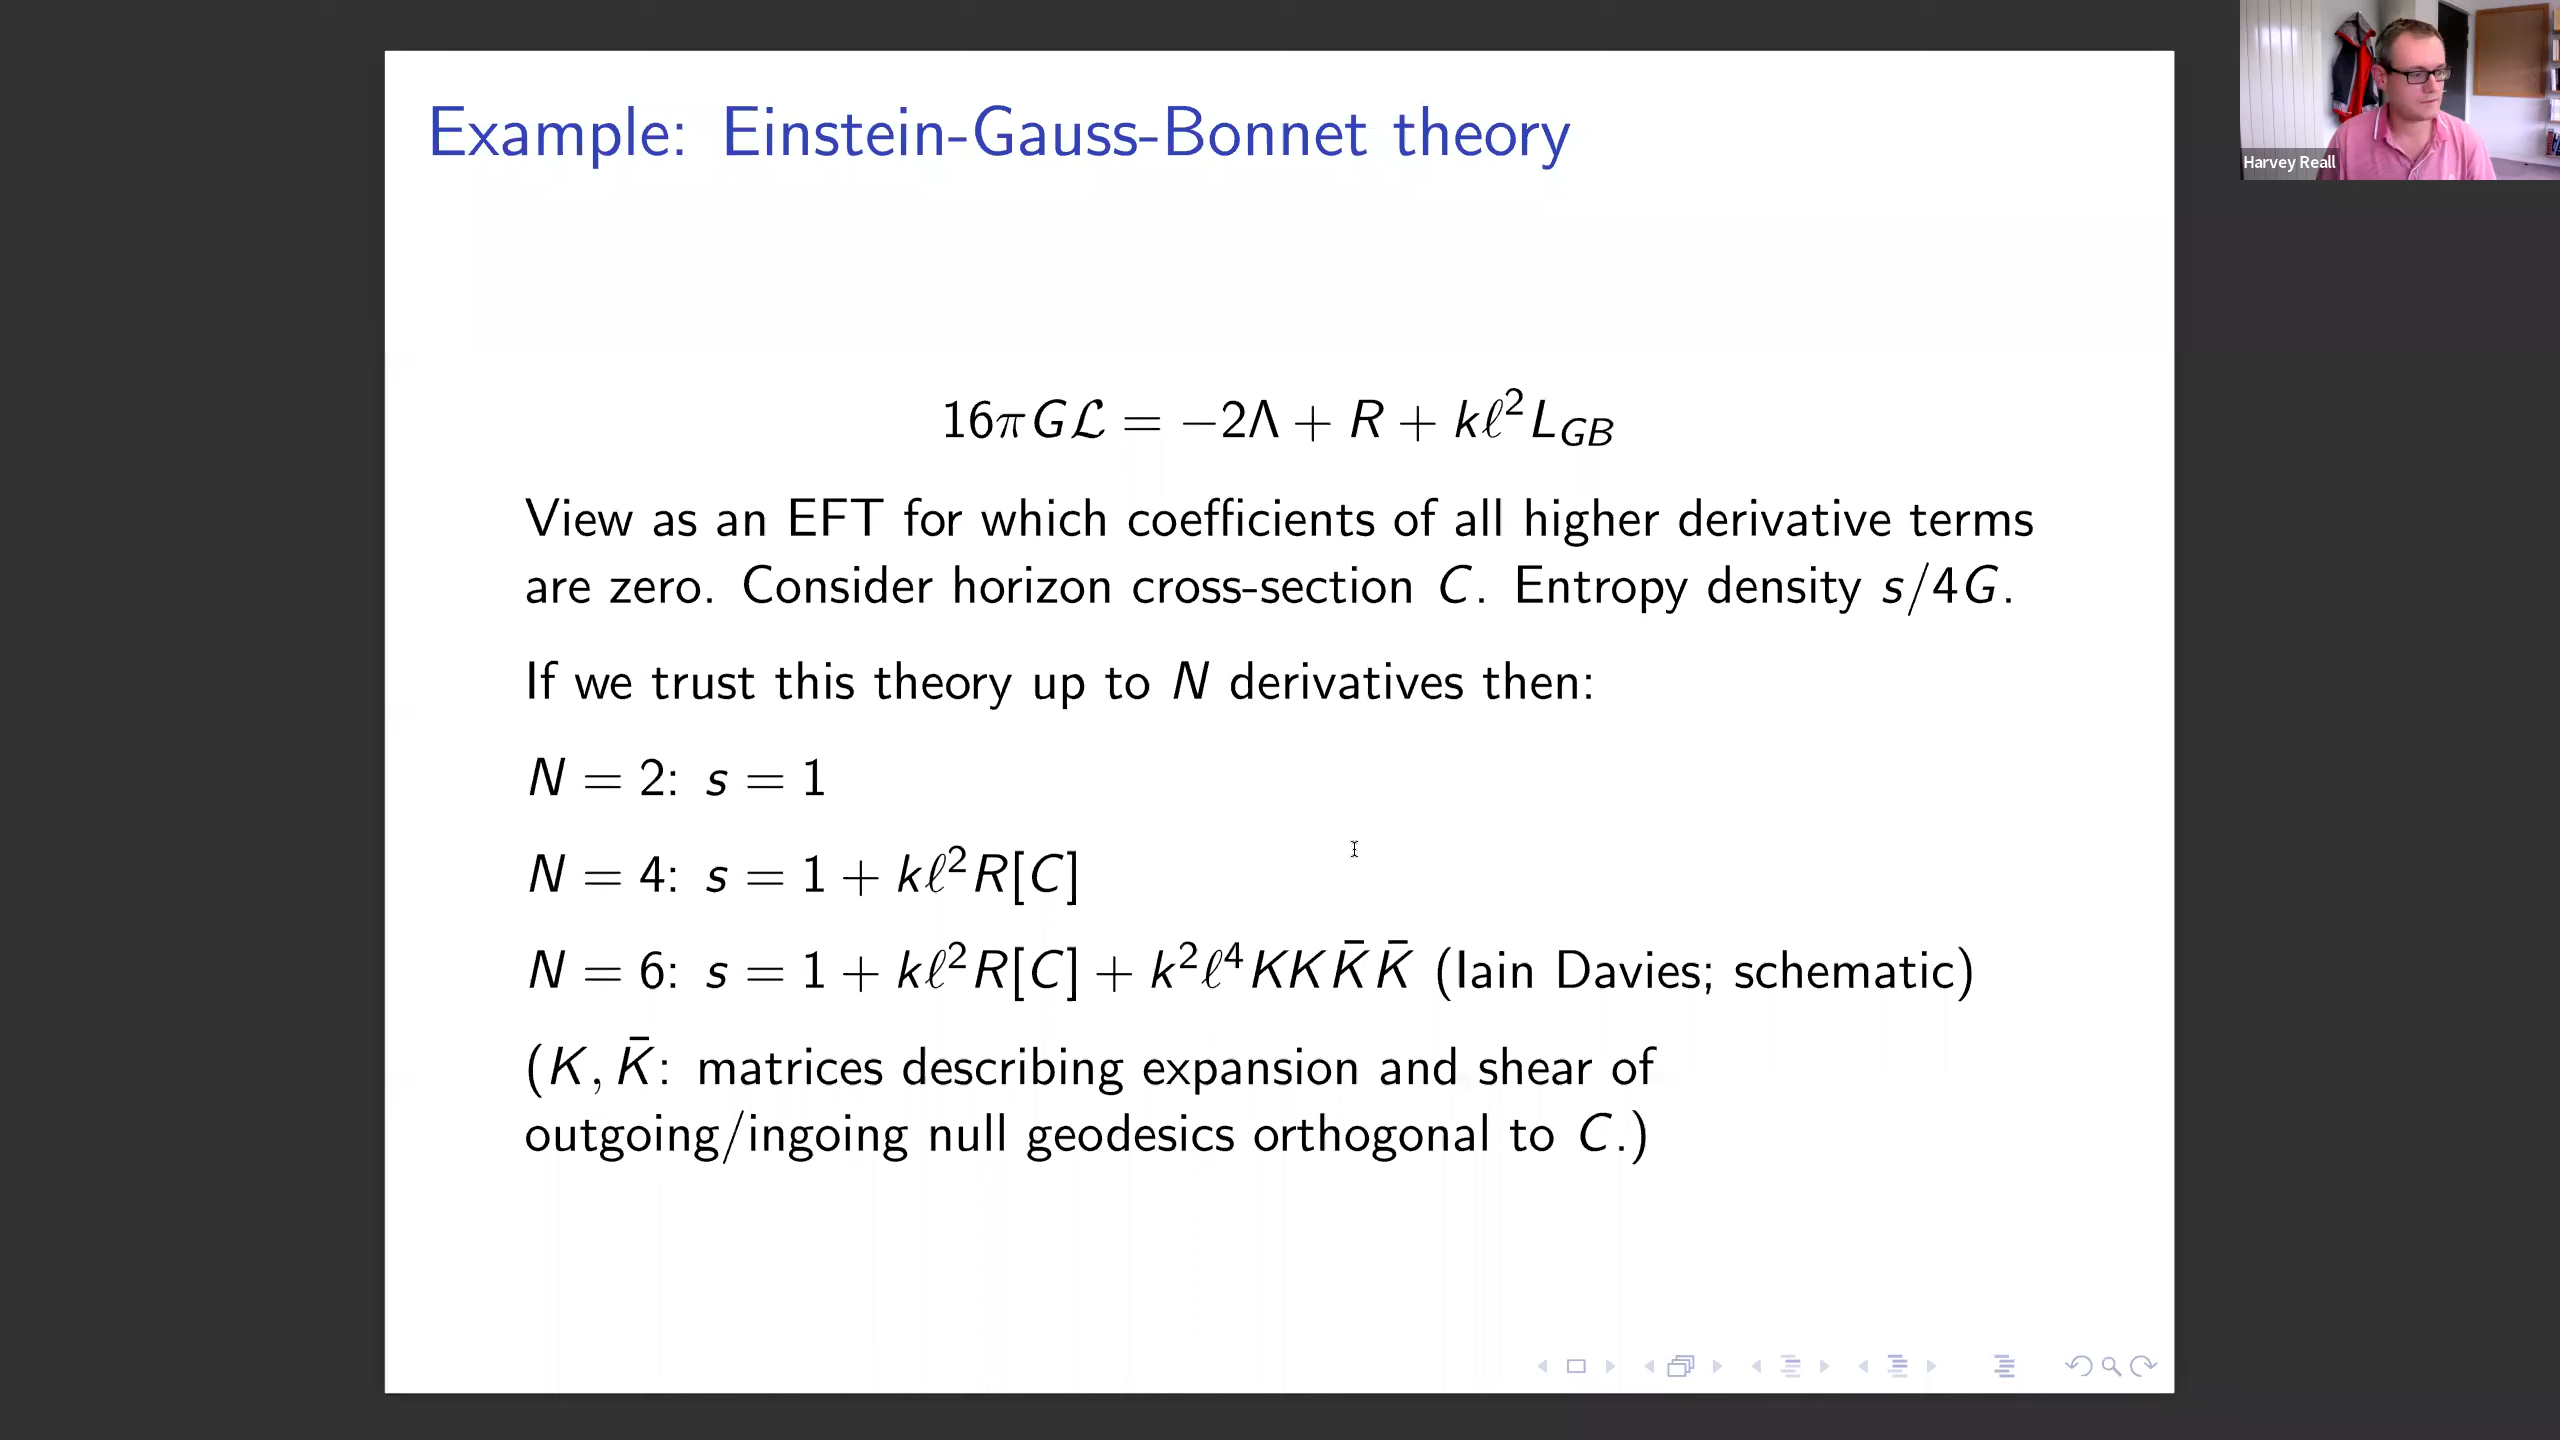 Example: Einstein-Gauss-Bonnet theory
Harvey Reall
16πGℒ = −2Λ + R + kℓ²L_GB
View as an EFT for which coefficients of all higher derivative terms
are zero. Consider horizon cross-section C. Entropy density s/4G.
If we trust this theory up to N derivatives then:
N = 2: s = 1
N = 4: s = 1 + kℓ²R[C]
N = 6: s = 1 + kℓ²R[C] + k²ℓ⁴KKK̄K̄ (Iain Davies; schematic)
(K, K̄: matrices describing expansion and shear of
outgoing/ingoing null geodesics orthogonal to C.)